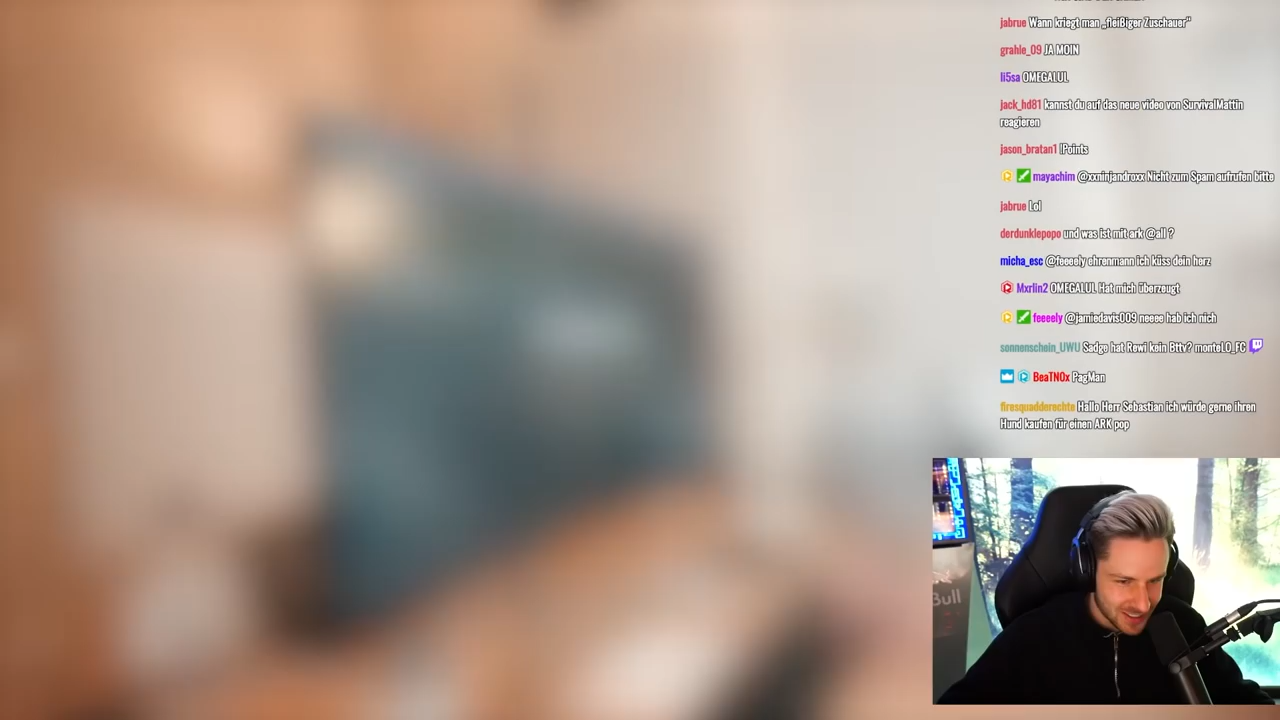 jabrue Wann kriegt man „fleißiger Zuschauer"
grahle_09 JA MOIN
li5sa OMEGALUL
jack_hd81 kannst du auf das neue video von SurvivalMattin
reagieren
jason_bratan1 !Points
mayachim @xxninjandroxx Nicht zum Spam aufrufen bitte
jabrue Lol
derdunklepopo und was ist mit ark @all ?
micha_esc @feeeely ehrenmann ich küss dein herz
Mxrlin2 OMEGALUL Hat mich überzeugt
feeeely @jamiedavis009 neeee hab ich nich
sonnenschein_UWU Sadge hat Rewi kein Bttv? monteLO_FC
BeaTN0x PagMan
firesquadderechte Hallo Herr Sebastian ich würde gerne ihren
Hund kaufen für einen ARK pop
Bull